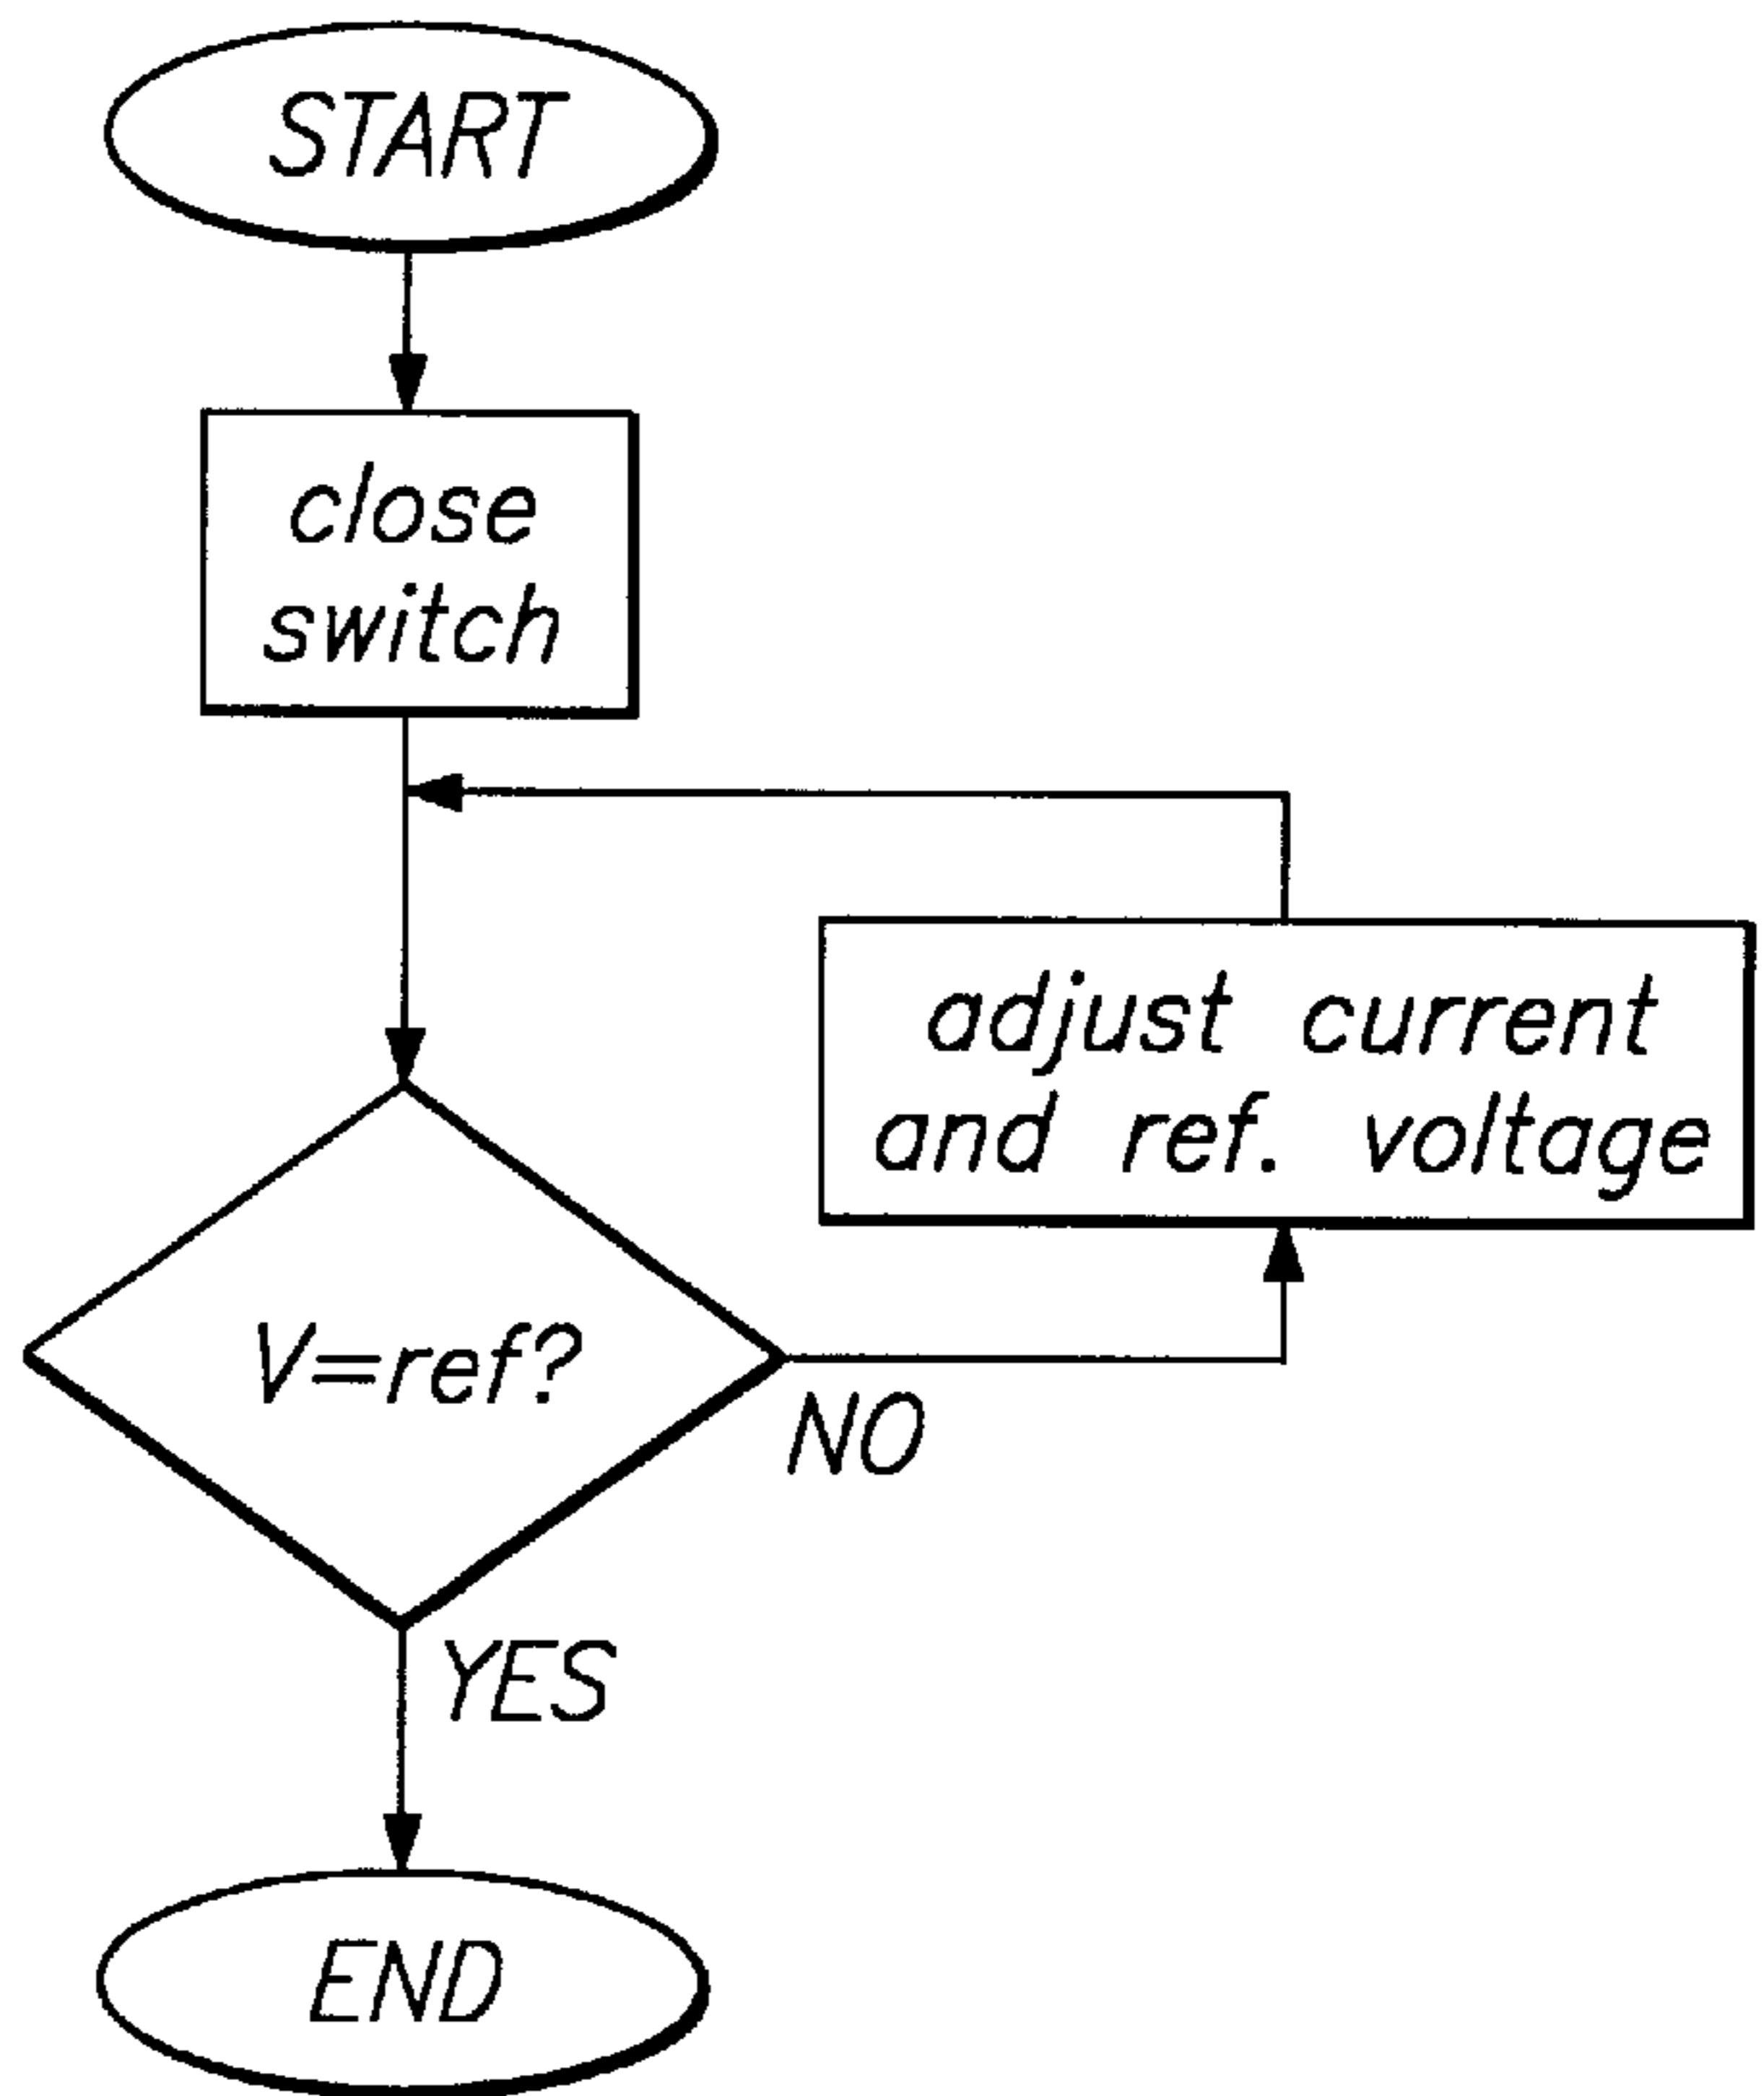 START
close
switch
adjust current
and ref. voltage
V=ref?
NO
YES
END